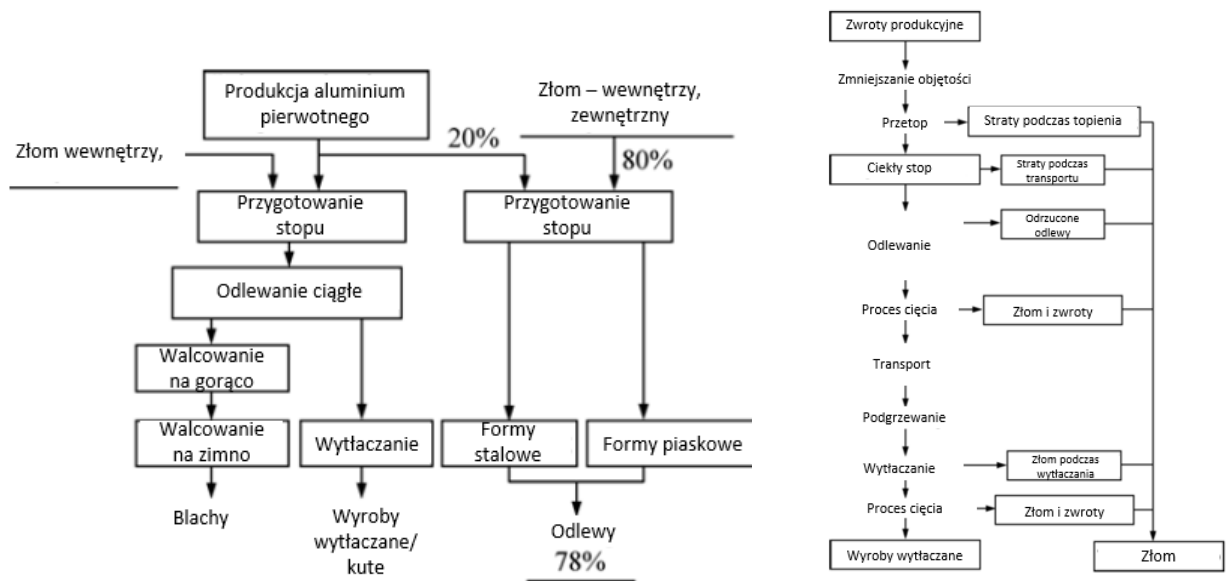 Produkcja aluminium
pierwotnego
Złom – wewnętrzy,
zewnętrzny
Złom wewnętrzy,
20%
80%
Przygotowanie
stopu
Przygotowanie
stopu
Odlewanie ciągłe
Walcowanie
na gorąco
Walcowanie
na zimno
Wytłaczanie
Formy
stalowe
Formy piaskowe
Blachy
Wyroby
wytłaczane/
kute
Odlewy
78%
Zwroty produkcyjne
Zmniejszanie objętości
Przetop
Straty podczas topienia
Ciekły stop
Straty podczas
transportu
Odrzucone
odlewy
Odlewanie
Proces cięcia
Złom i zwroty
Transport
Podgrzewanie
Wytłaczanie
Złom podczas
wytłaczania
Proces cięcia
Złom i zwroty
Wyroby wytłaczane
Złom